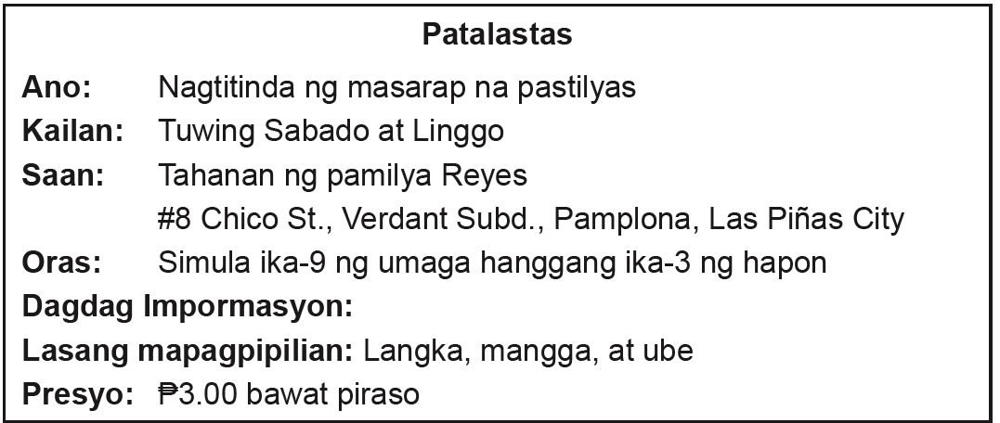 Patalastas
Ano: Nagtitinda ng masarap na pastilyas
Kailan: Tuwing Sabado at Linggo
Saan: Tahanan ng pamilya Reyes
#8 Chico St., Verdant Subd., Pamplona, Las Piñas City
Oras: Simula ika-9 ng umaga hanggang ika-3 ng hapon
Dagdag Impormasyon:
Lasang mapagpipilian: Langka, mangga, at ube
Presyo: ₱3.00 bawat piraso